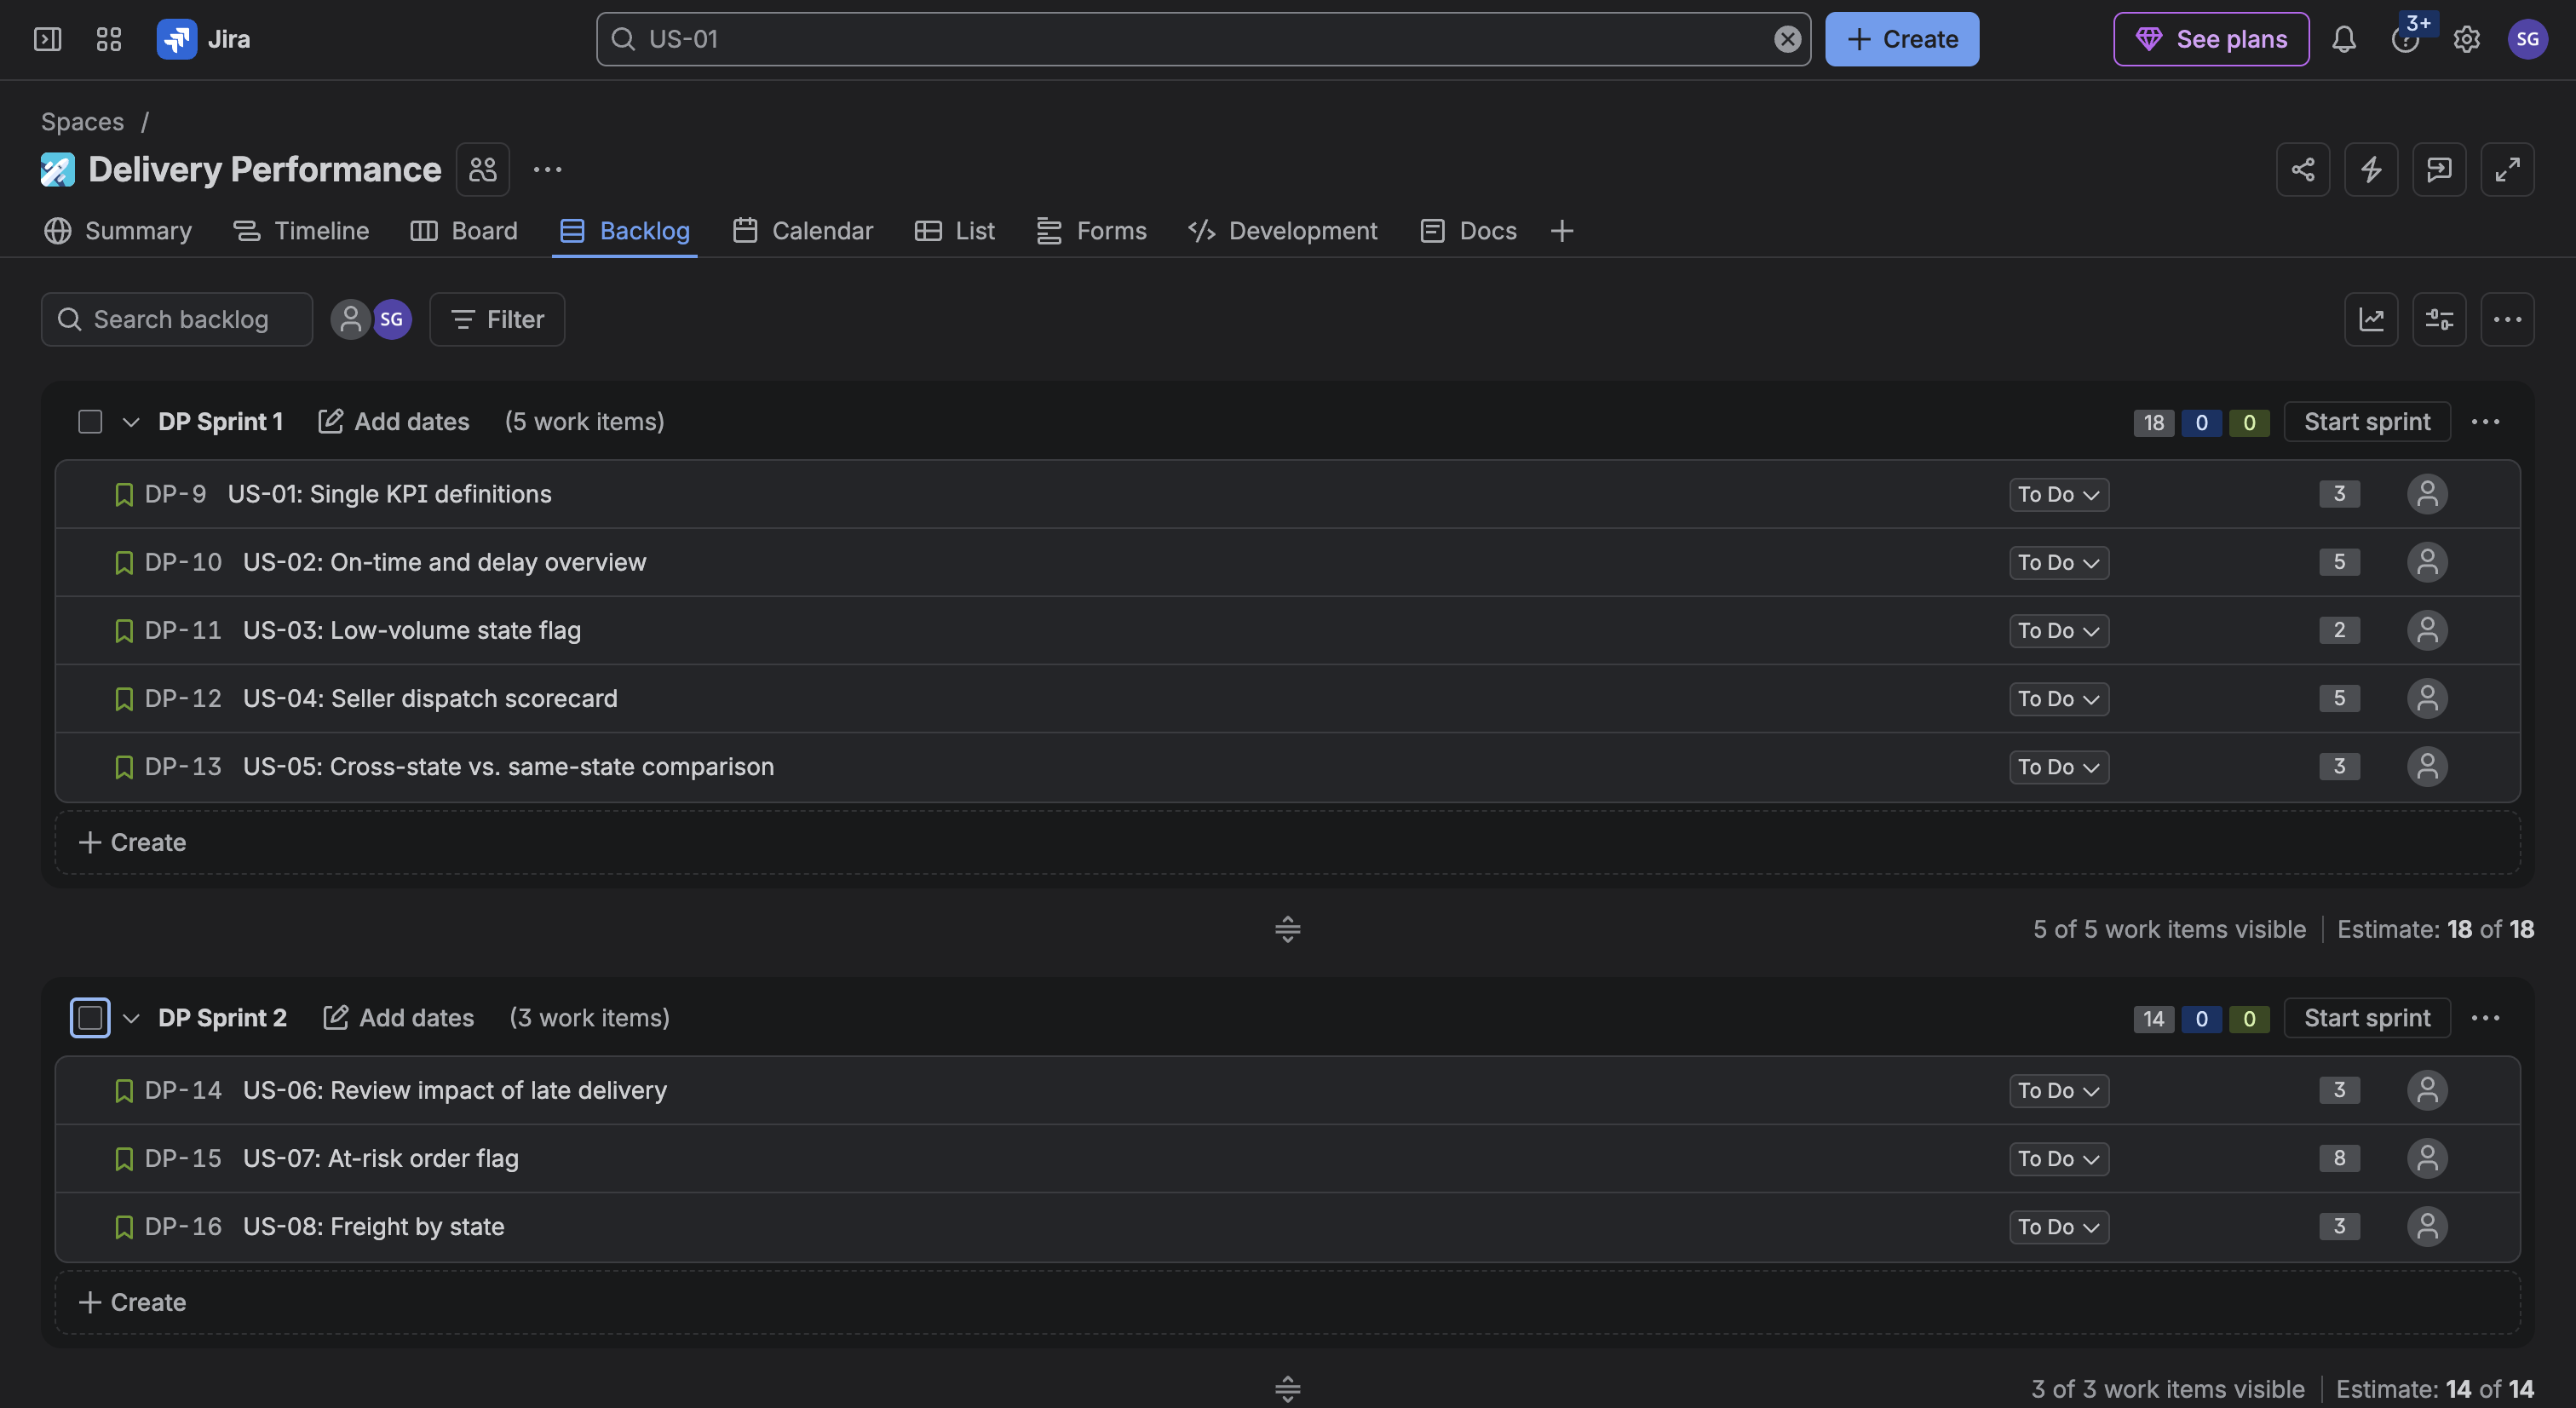 Jira
US-01
Create
See plans
3+
SG
Spaces /
Delivery Performance
Summary
Timeline
Board
Backlog
Calendar
List
Forms
Development
Docs
Search backlog
SG
Filter
DP Sprint 1 Add dates (5 work items) 18 0 0 Start sprint
DP-9 US-01: Single KPI definitions To Do 3
DP-10 US-02: On-time and delay overview To Do 5
DP-11 US-03: Low-volume state flag To Do 2
DP-12 US-04: Seller dispatch scorecard To Do 5
DP-13 US-05: Cross-state vs. same-state comparison To Do 3
Create
5 of 5 work items visible Estimate: 18 of 18
DP Sprint 2 Add dates (3 work items) 14 0 0 Start sprint
DP-14 US-06: Review impact of late delivery To Do 3
DP-15 US-07: At-risk order flag To Do 8
DP-16 US-08: Freight by state To Do 3
Create
3 of 3 work items visible Estimate: 14 of 14